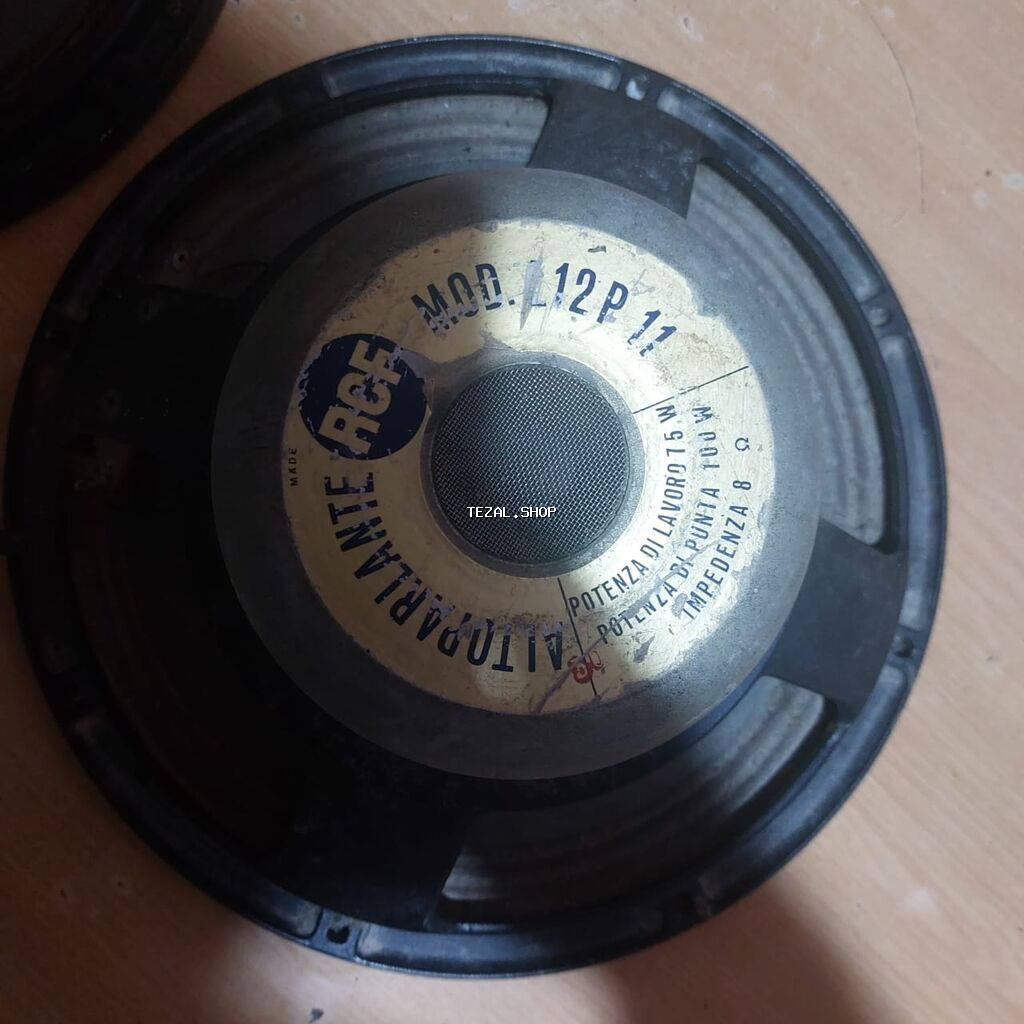 MOD. L12P 11
ALTOPARLANTE RCF
MADE
POTENZA DI LAVORO 75 W
POTENZA DI PUNTA 100 W
IMPEDENZA 8 Ω
TEZAL.SHOP